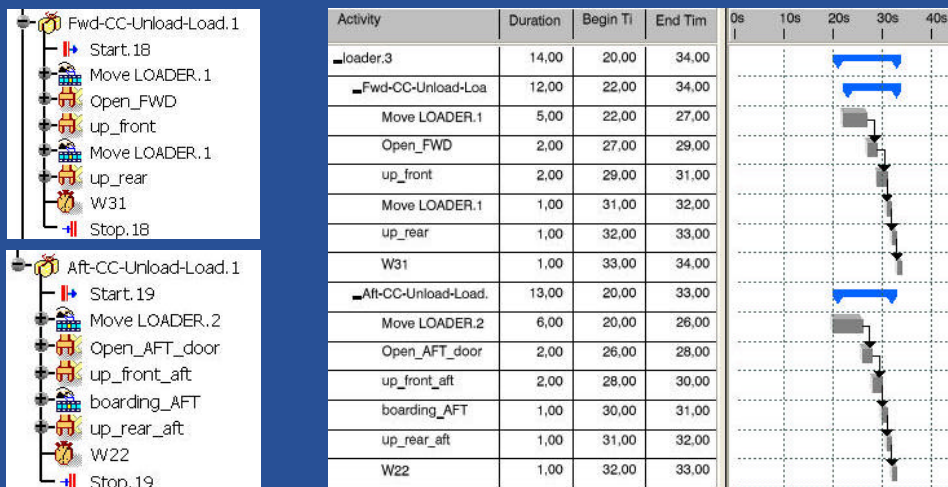 Fwd-CC-Unload-Load.1
Start.18
Move LOADER.1
Open_FWD
up_front
Move LOADER.1
up_rear
W31
Stop.18
Aft-CC-Unload-Load.1
Start.19
Move LOADER.2
Open_AFT_door
up_front_aft
boarding_AFT
up_rear_aft
W22
Stop.19
Activity Duration Begin Ti End Tim 0s 10s 20s 30s 40s
loader.3 14,00 20,00 34,00
Fwd-CC-Unload-Loa 12,00 22,00 34,00
Move LOADER.1 5,00 22,00 27,00
Open_FWD 2,00 27,00 29,00
up_front 2,00 29,00 31,00
Move LOADER.1 1,00 31,00 32,00
up_rear 1,00 32,00 33,00
W31 1,00 33,00 34,00
Aft-CC-Unload-Load. 13,00 20,00 33,00
Move LOADER.2 6,00 20,00 26,00
Open_AFT_door 2,00 26,00 28,00
up_front_aft 2,00 28,00 30,00
boarding_AFT 1,00 30,00 31,00
up_rear_aft 1,00 31,00 32,00
W22 1,00 32,00 33,00